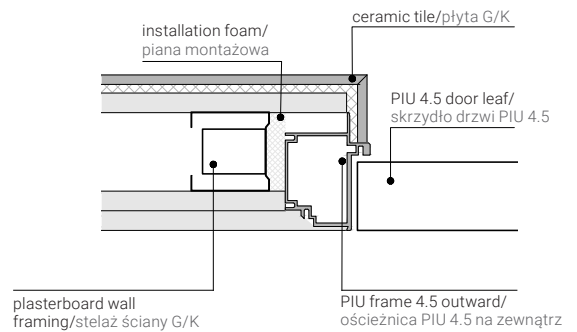 ceramic tile/płyta G/K
installation foam/
piana montażowa
PIU 4.5 door leaf/
skrzydło drzwi PIU 4.5
plasterboard wall
framing/stelaż ściany G/K
PIU frame 4.5 outward/
ościeżnica PIU 4.5 na zewnątrz